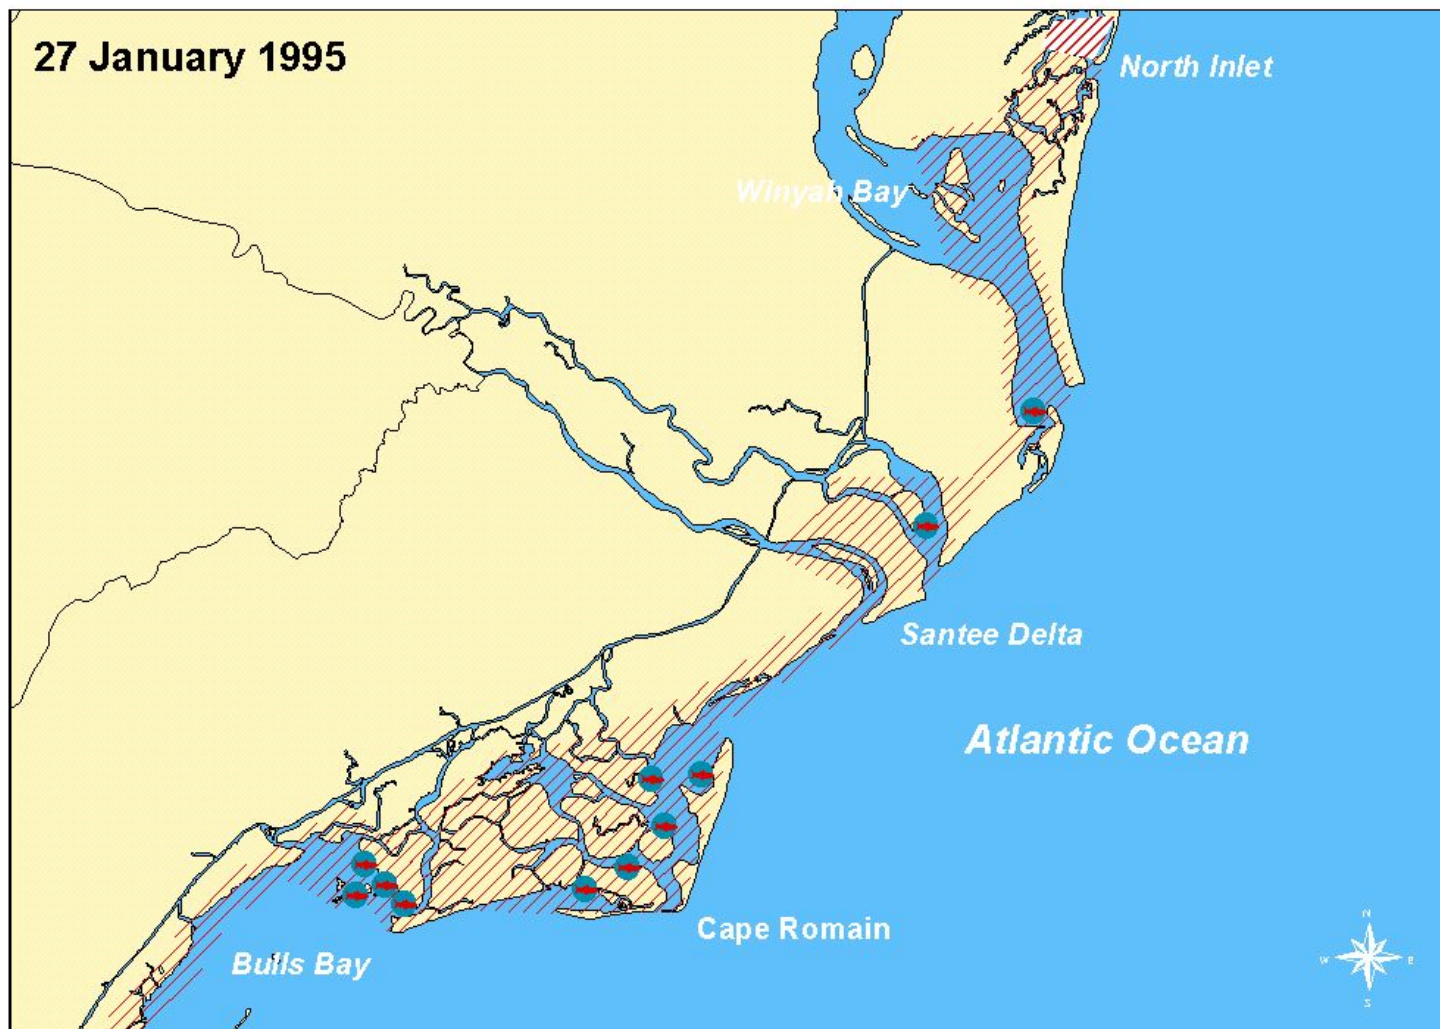 27 January 1995
North Inlet
Winyah Bay
Santee Delta
Atlantic Ocean
Cape Romain
Bulls Bay
N
W E
S